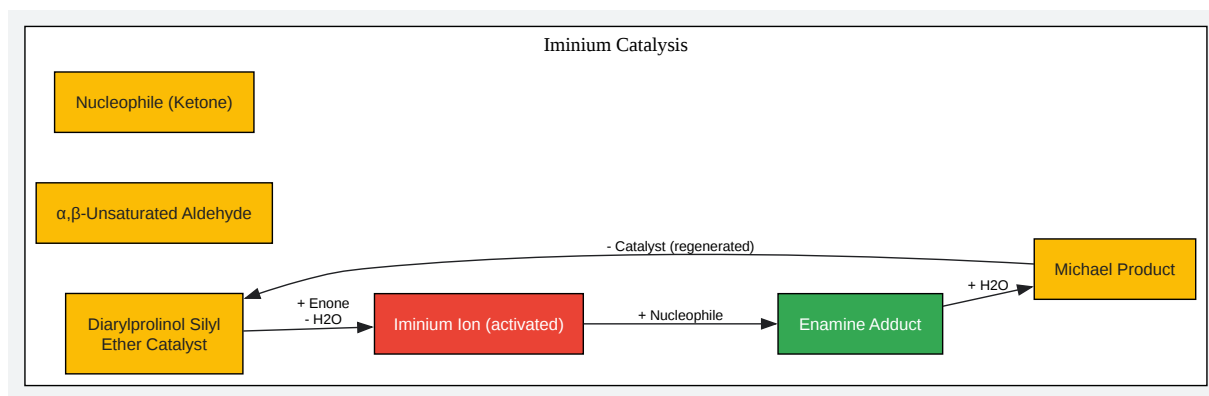 Iminium Catalysis
Nucleophile (Ketone)
α,β-Unsaturated Aldehyde
- Catalyst (regenerated)
Michael Product
+ H2O
Diarylprolinol Silyl
Ether Catalyst
+ Enone
- H2O
Iminium Ion (activated)
+ Nucleophile
Enamine Adduct